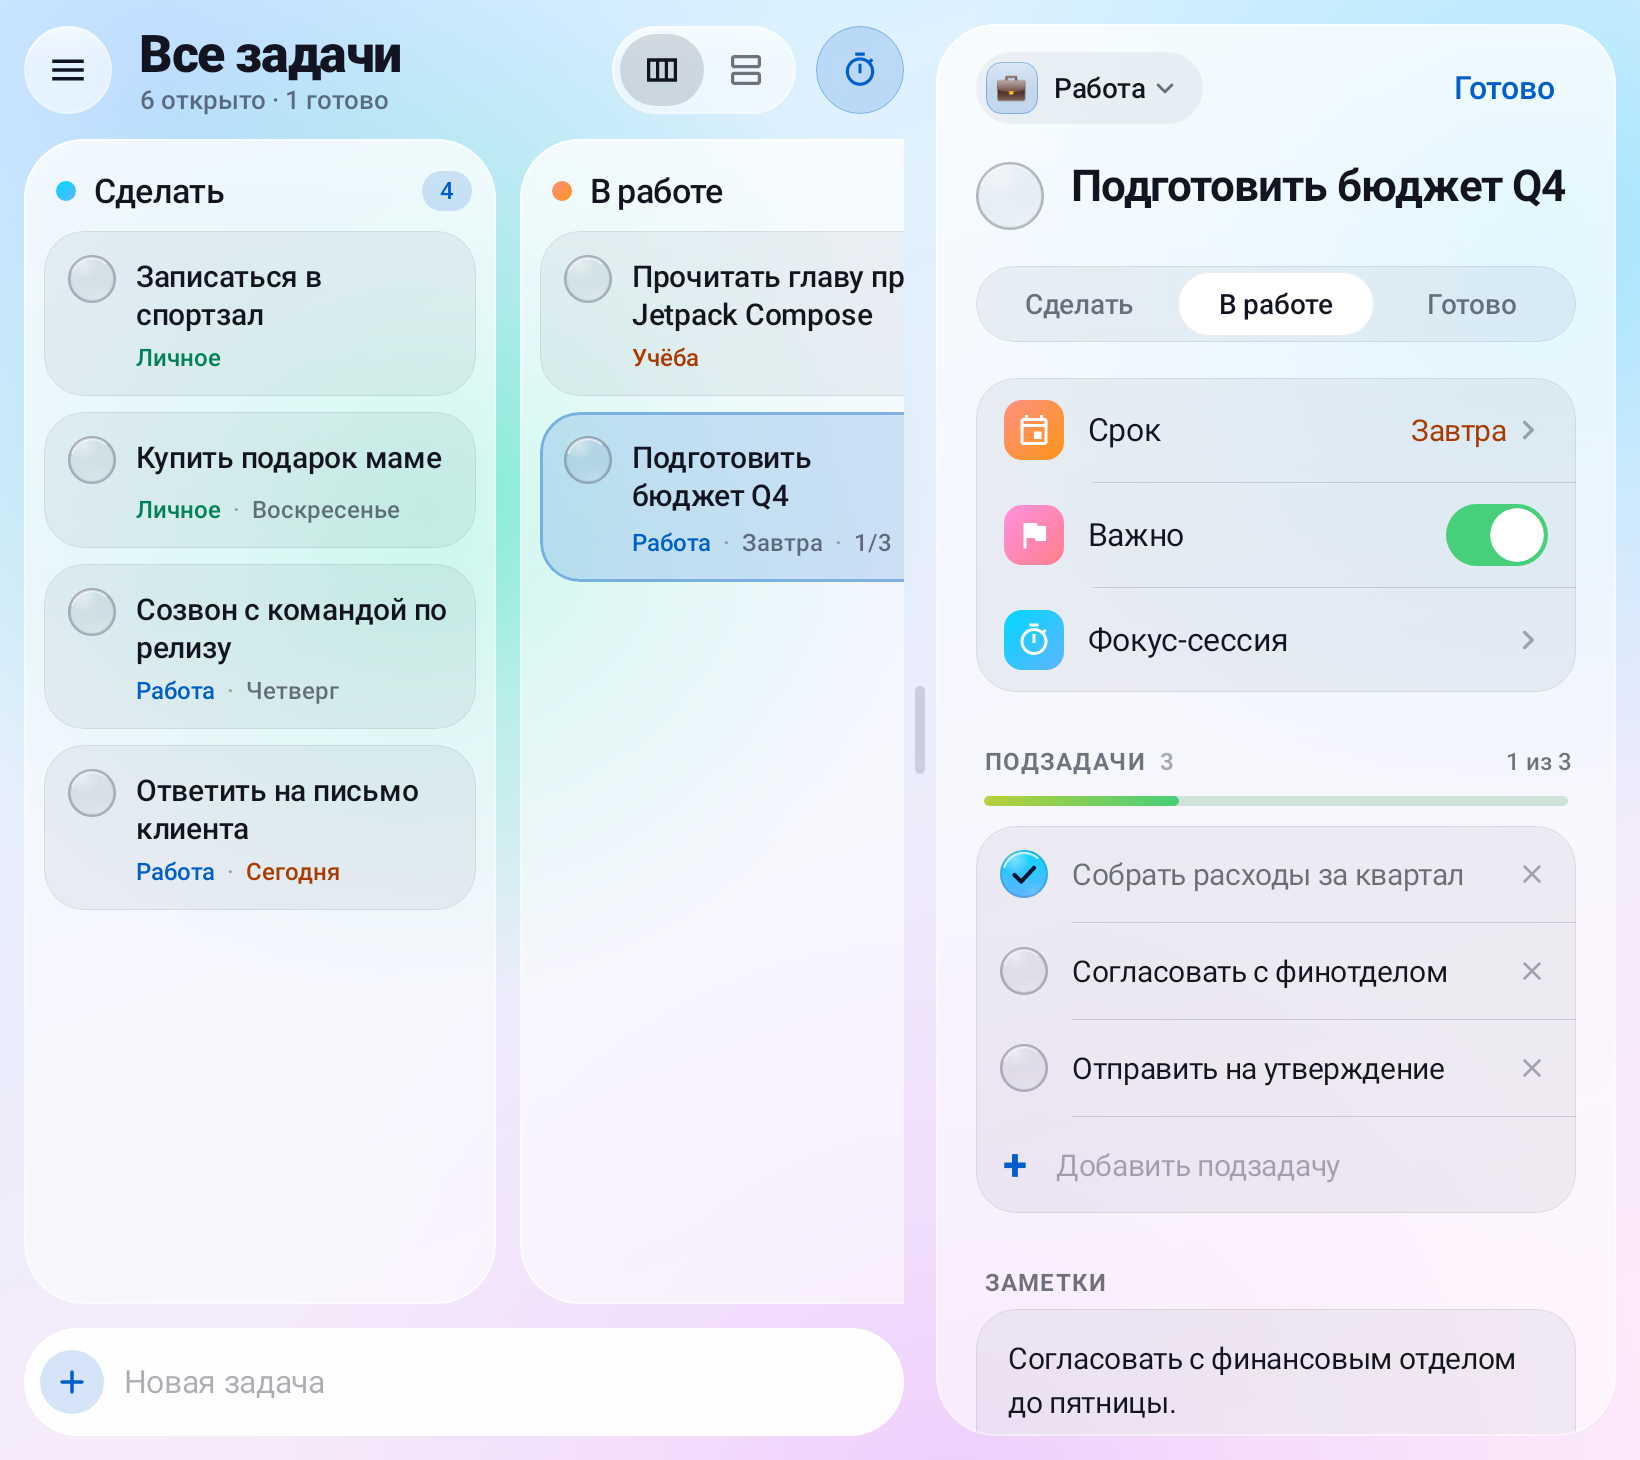 Все задачи
6 открыто · 1 готово
Сделать
4
Записаться в
спортзал
Личное
Купить подарок маме
Личное · Воскресенье
Созвон с командой по
релизу
Работа · Четверг
Ответить на письмо
клиента
Работа · Сегодня
В работе
Прочитать главу пр
Jetpack Compose
Учёба
Подготовить
бюджет Q4
Работа · Завтра · 1/3
Новая задача
Работа
Готово
Подготовить бюджет Q4
Сделать
В работе
Готово
Срок
Завтра
Важно
Фокус-сессия
ПОДЗАДАЧИ 3
1 из 3
Собрать расходы за квартал
Согласовать с финотделом
Отправить на утверждение
Добавить подзадачу
ЗАМЕТКИ
Согласовать с финансовым отделом
до пятницы.